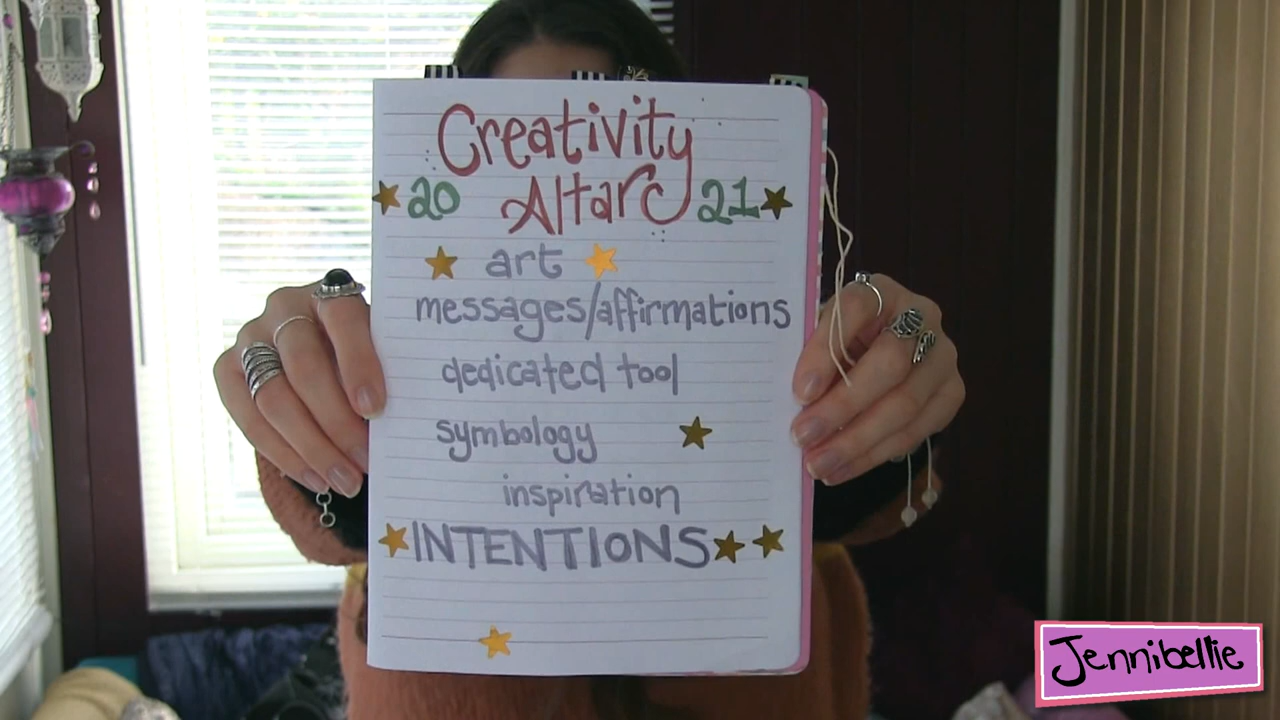 Creativity
20 Altar 21
art
messages/affirmations
dedicated tool
symbology
inspiration
INTENTIONS
Jennibellie